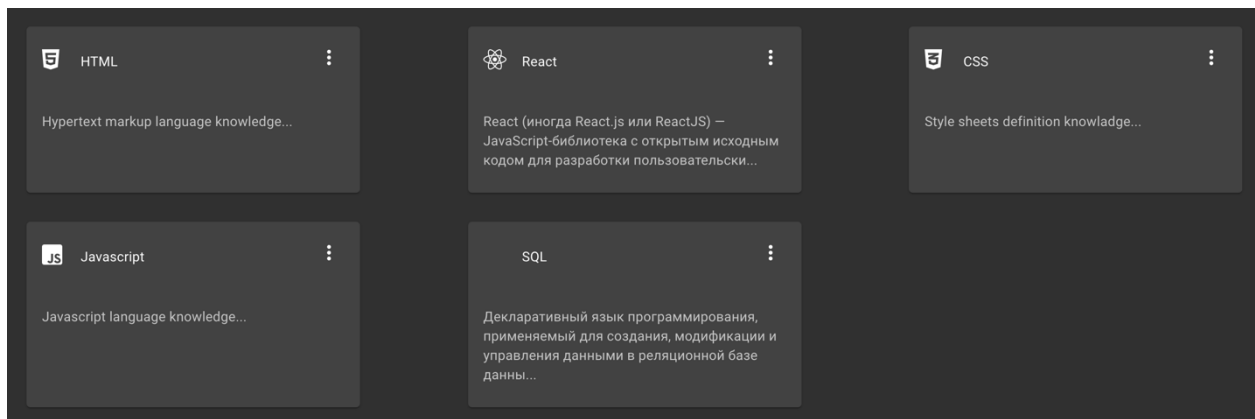 HTML
Hypertext markup language knowledge...
React
React (иногда React.js или ReactJS) —
JavaScript-библиотека с открытым исходным
кодом для разработки пользовательски...
CSS
Style sheets definition knowladge...
JS
Javascript
Javascript language knowledge...
SQL
Декларативный язык программирования,
применяемый для создания, модификации и
управления данными в реляционной базе
данны...